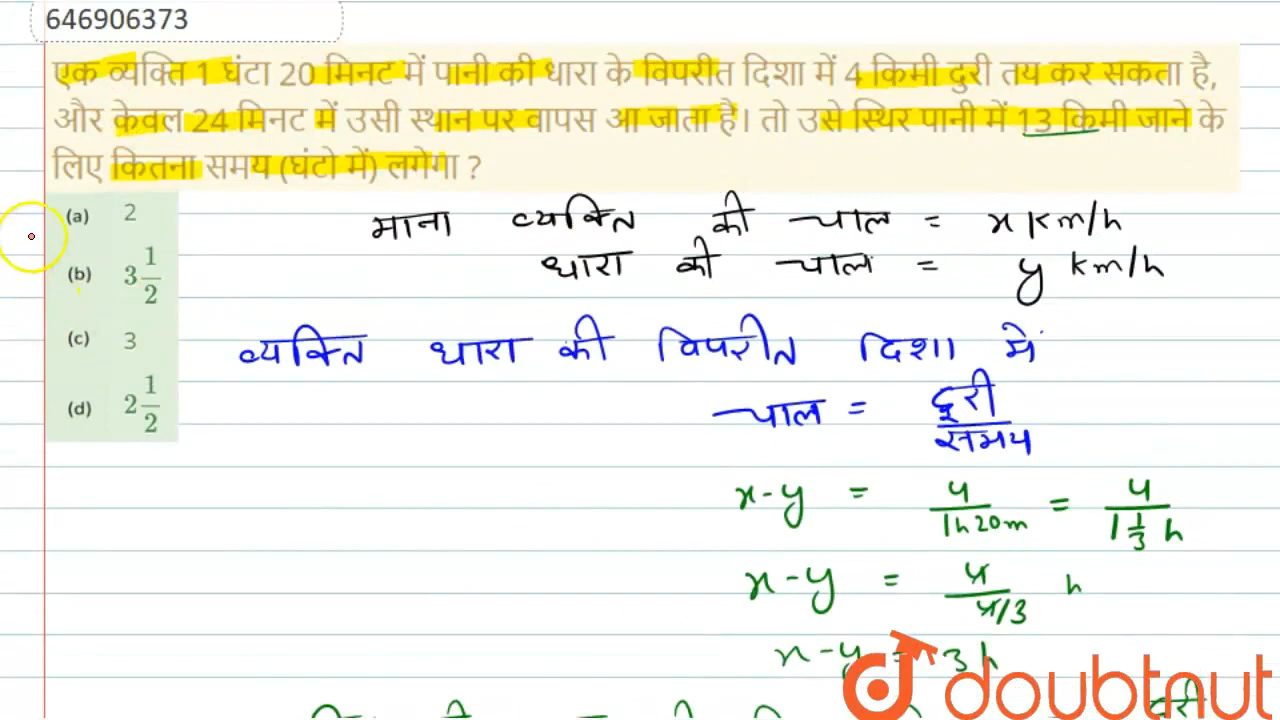 646906373
एक व्यक्ति 1 घंटा 20 मिनट में पानी की धारा के विपरीत दिशा में 4 किमी दुरी तय कर सकता है,
और केवल 24 मिनट में उसी स्थान पर वापस आ जाता है। तो उसे स्थिर पानी में 13 किमी जाने के
लिए कितना समय (घंटो में) लगेगा ?
(a) 2
(b) 3 1/2
(c) 3
(d) 2 1/2
माना व्यक्ति की चाल = x km/h
धारा की चाल = y km/h
व्यक्ति धारा की विपरीत दिशा में
चाल = दुरी/समय
x-y = 4/1h20m = 4/1 1/3 h
x-y = 4/4/3 h
x-y = 3h
doubtnut
दुरी